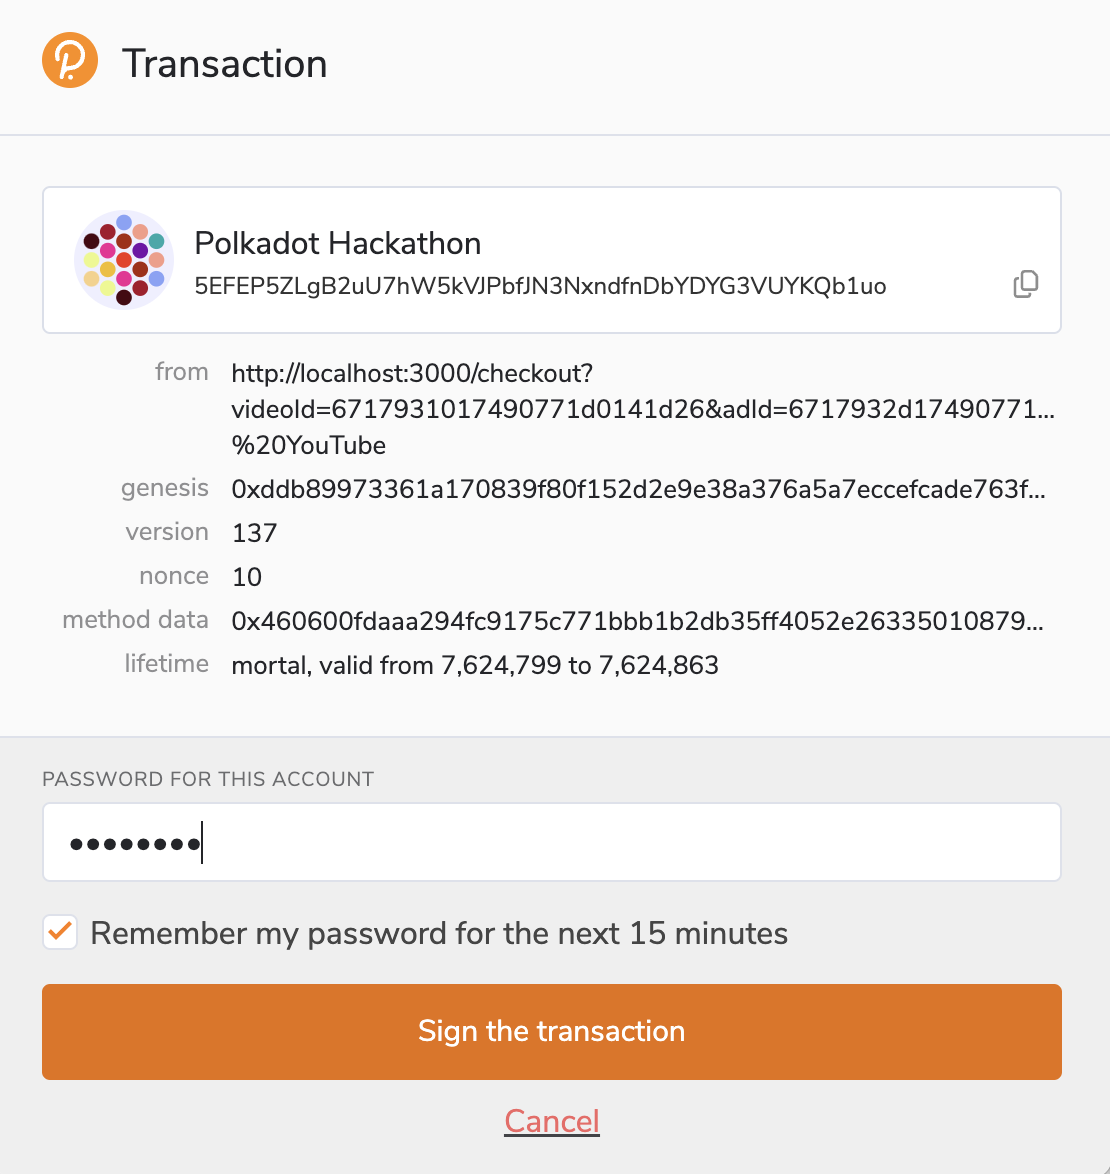 Transaction
Polkadot Hackathon
5EFEP5ZLgB2uU7hW5kVJPbfJN3NxndfnDbYDYG3VUYKQb1uo
from http://localhost:3000/checkout?
videoId=6717931017490771d0141d26&adId=6717932d17490771...
%20YouTube
genesis 0xddb89973361a170839f80f152d2e9e38a376a5a7eccefcade763f...
version 137
nonce 10
method data 0x460600fdaaa294fc9175c771bbb1b2db35ff4052e26335010879...
lifetime mortal, valid from 7,624,799 to 7,624,863
PASSWORD FOR THIS ACCOUNT
Remember my password for the next 15 minutes
Sign the transaction
Cancel